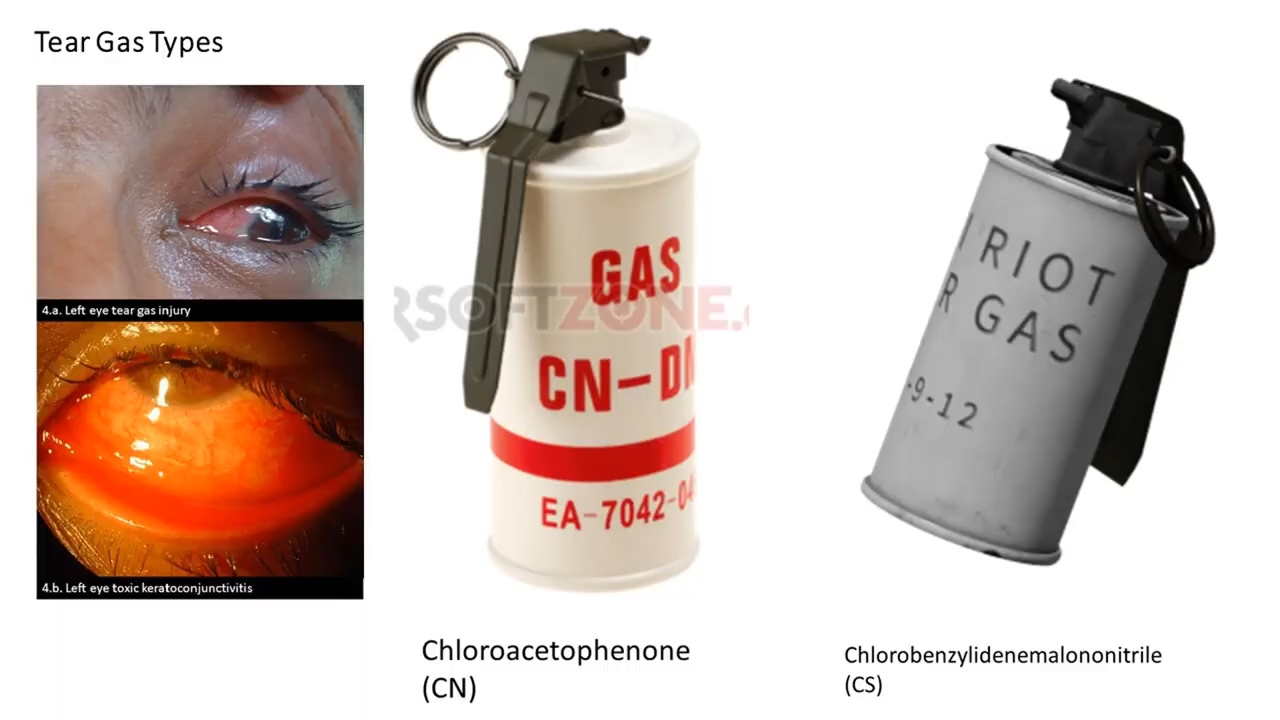 Tear Gas Types
4.a. Left eye tear gas injury
4.b. Left eye toxic keratoconjunctivitis
GAS
CN-
EA-7042-
RSOFTZONE.
Chloroacetophenone
(CN)
RIOT
GAS
-9-12
Chlorobenzylidenemalononitrile
(CS)